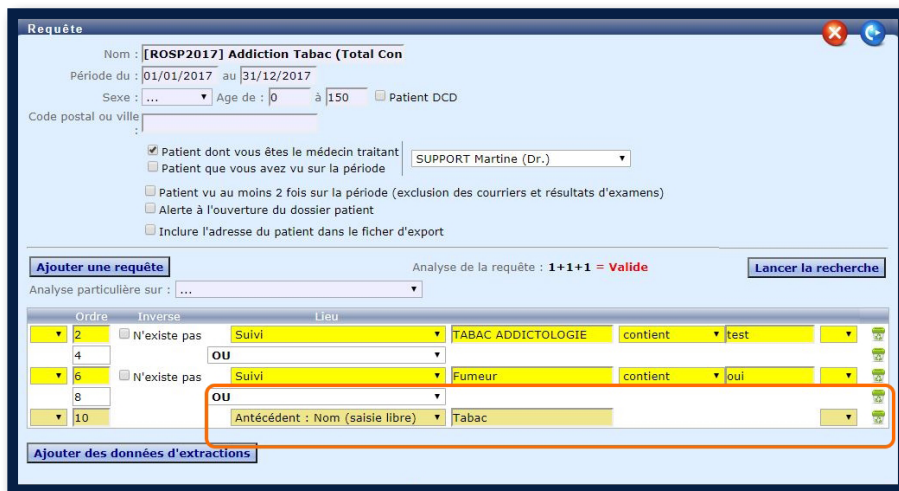 Requête
Nom : [ROSP2017] Addiction Tabac (Total Con
Période du : 01/01/2017 au 31/12/2017
Sexe : ... Age de : 0 à 150 Patient DCD
Code postal ou ville
:
Patient dont vous êtes le médecin traitant
SUPPORT Martine (Dr.)
Patient que vous avez vu sur la période
Patient vu au moins 2 fois sur la période (exclusion des courriers et résultats d'examens)
Alerte à l'ouverture du dossier patient
Inclure l'adresse du patient dans le ficher d'export
Ajouter une requête Analyse de la requête : 1+1+1 = Valide Lancer la recherche
Analyse particulière sur : ...
Ordre Inverse Lieu
2 N'existe pas Suivi TABAC ADDICTOLOGIE contient test
4 OU
6 N'existe pas Suivi Fumeur contient oui
8 OU
10 Antécédent : Nom (saisie libre) Tabac
Ajouter des données d'extractions